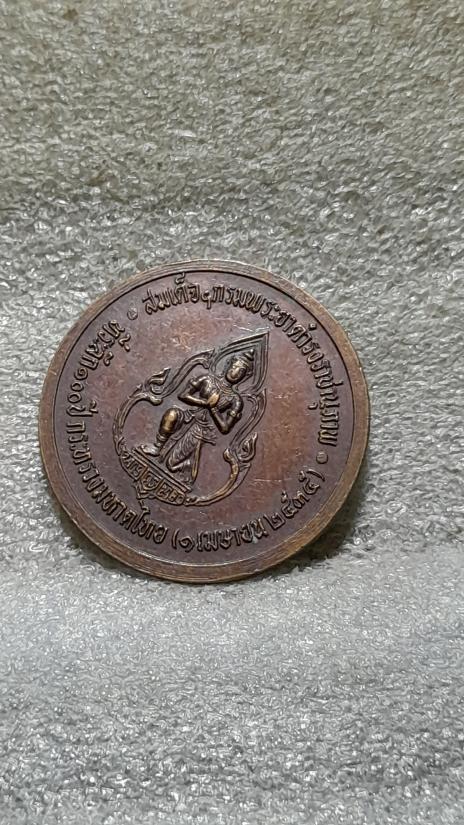 สมเด็จฯกรมพระยาดำรงราชานุภาพ
ที่ระลึก๑๐๐ปีกระทรวงมหาดไทย (๑ เมษายน ๒๕๓๕)